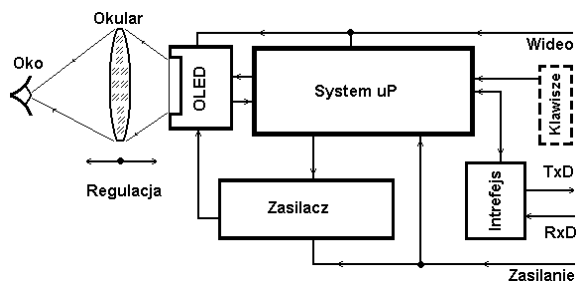 Okular
Oko
OLED
System uP
Wideo
Klawisze
Regulacja
Zasilacz
Intrefejs
TxD
RxD
Zasilanie